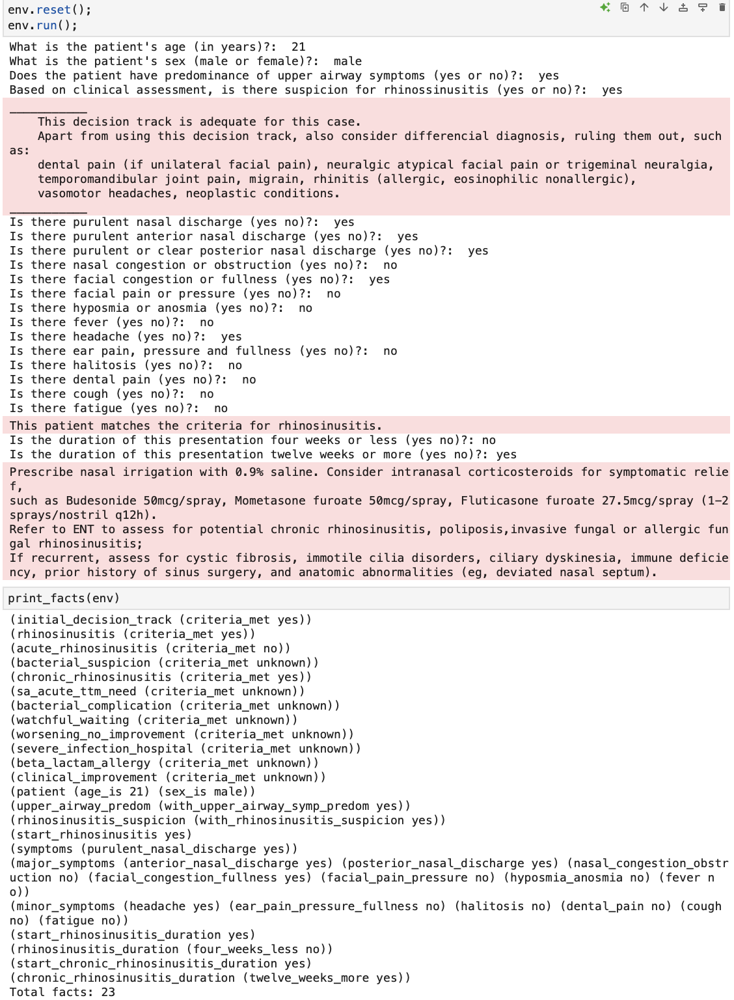 env.reset();
env.run();
What is the patient's age (in years)?:  21
What is the patient's sex (male or female)?:  male
Does the patient have predominance of upper airway symptoms (yes or no)?:  yes
Based on clinical assessment, is there suspicion for rhinossinusitis (yes or no)?:  yes
___________
    This decision track is adequate for this case.
    Apart from using this decision track, also consider differencial diagnosis, ruling them out, such
as:
    dental pain (if unilateral facial pain), neuralgic atypical facial pain or trigeminal neuralgia,
    temporomandibular joint pain, migrain, rhinitis (allergic, eosinophilic nonallergic),
    vasomotor headaches, neoplastic conditions.
___________
Is there purulent nasal discharge (yes no)?:  yes
Is there purulent anterior nasal discharge (yes no)?:  yes
Is there purulent or clear posterior nasal discharge (yes no)?:  yes
Is there nasal congestion or obstruction (yes no)?:  no
Is there facial congestion or fullness (yes no)?:  yes
Is there facial pain or pressure (yes no)?:  no
Is there hyposmia or anosmia (yes no)?:  no
Is there fever (yes no)?:  no
Is there headache (yes no)?:  yes
Is there ear pain, pressure and fullness (yes no)?:  no
Is there halitosis (yes no)?:  no
Is there dental pain (yes no)?:  no
Is there cough (yes no)?:  no
Is there fatigue (yes no)?:  no
This patient matches the criteria for rhinosinusitis.
Is the duration of this presentation four weeks or less (yes no)?: no
Is the duration of this presentation twelve weeks or more (yes no)?: yes
Prescribe nasal irrigation with 0.9% saline. Consider intranasal corticosteroids for symptomatic relie
f,
such as Budesonide 50mcg/spray, Mometasone furoate 50mcg/spray, Fluticasone furoate 27.5mcg/spray (1-2
sprays/nostril q12h).
Refer to ENT to assess for potential chronic rhinosinusitis, poliposis,invasive fungal or allergic fun
gal rhinosinusitis;
If recurrent, assess for cystic fibrosis, immotile cilia disorders, ciliary dyskinesia, immune deficie
ncy, prior history of sinus surgery, and anatomic abnormalities (eg, deviated nasal septum).
print_facts(env)
(initial_decision_track (criteria_met yes))
(rhinosinusitis (criteria_met yes))
(acute_rhinosinusitis (criteria_met no))
(bacterial_suspicion (criteria_met unknown))
(chronic_rhinosinusitis (criteria_met yes))
(sa_acute_ttm_need (criteria_met unknown))
(bacterial_complication (criteria_met unknown))
(watchful_waiting (criteria_met unknown))
(worsening_no_improvement (criteria_met unknown))
(severe_infection_hospital (criteria_met unknown))
(beta_lactam_allergy (criteria_met unknown))
(clinical_improvement (criteria_met unknown))
(patient (age_is 21) (sex_is male))
(upper_airway_predom (with_upper_airway_symp_predom yes))
(rhinosinusitis_suspicion (with_rhinosinusitis_suspicion yes))
(start_rhinosinusitis yes)
(symptoms (purulent_nasal_discharge yes))
(major_symptoms (anterior_nasal_discharge yes) (posterior_nasal_discharge yes) (nasal_congestion_obstr
uction no) (facial_congestion_fullness yes) (facial_pain_pressure no) (hyposmia_anosmia no) (fever n
o))
(minor_symptoms (headache yes) (ear_pain_pressure_fullness no) (halitosis no) (dental_pain no) (cough
no) (fatigue no))
(start_rhinosinusitis_duration yes)
(rhinosinusitis_duration (four_weeks_less no))
(start_chronic_rhinosinusitis_duration yes)
(chronic_rhinosinusitis_duration (twelve_weeks_more yes))
Total facts: 23